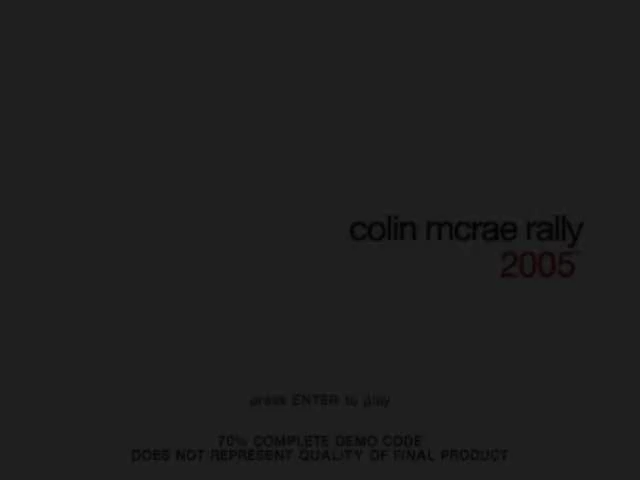 colin mcrae rally
2005
press ENTER to play
70% COMPLETE DEMO CODE
DOES NOT REPRESENT QUALITY OF FINAL PRODUCT